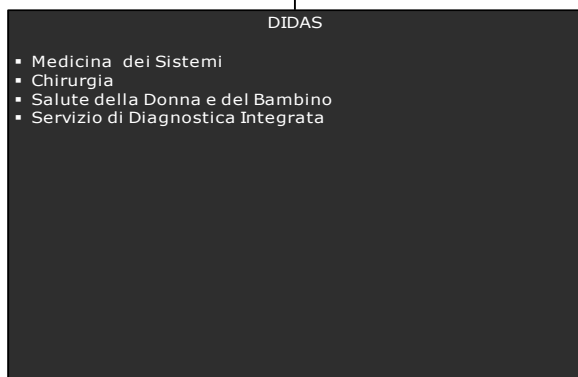 DIDAS
▪ Medicina dei Sistemi
▪ Chirurgia
▪ Salute della Donna e del Bambino
▪ Servizio di Diagnostica Integrata